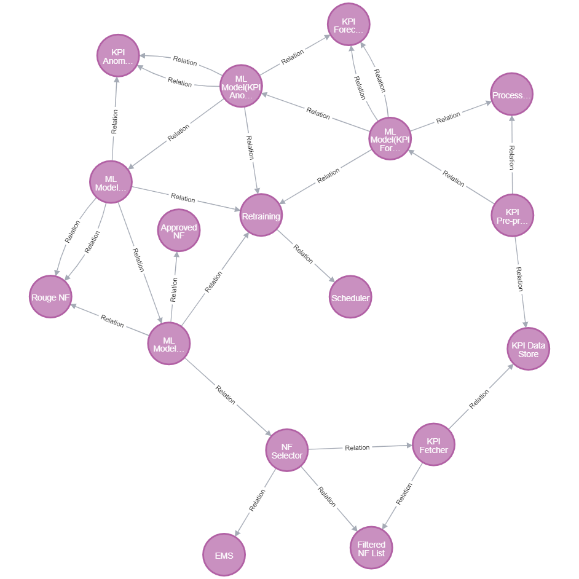 KPI
Forec...
KPI
Anom...
Relation
Relation
Relation
ML
Model(KPI
Ano...
Relation
Relation
Process...
Relation
Relation
ML
Model(KPI
For...
Relation
Relation
Relation
Relation
Relation
Relation
ML
Model...
Relation
Retraining
KPI
Pre-pr...
Approved
NF
Relation
Relation
Relation
Relation
Relation
Relation
Relation
Rouge NF
Scheduler
Relation
ML
Model...
KPI Data
Store
Relation
Relation
NF
Selector
Relation
KPI
Fetcher
Relation
Relation
Relation
EMS
Filtered
NF List